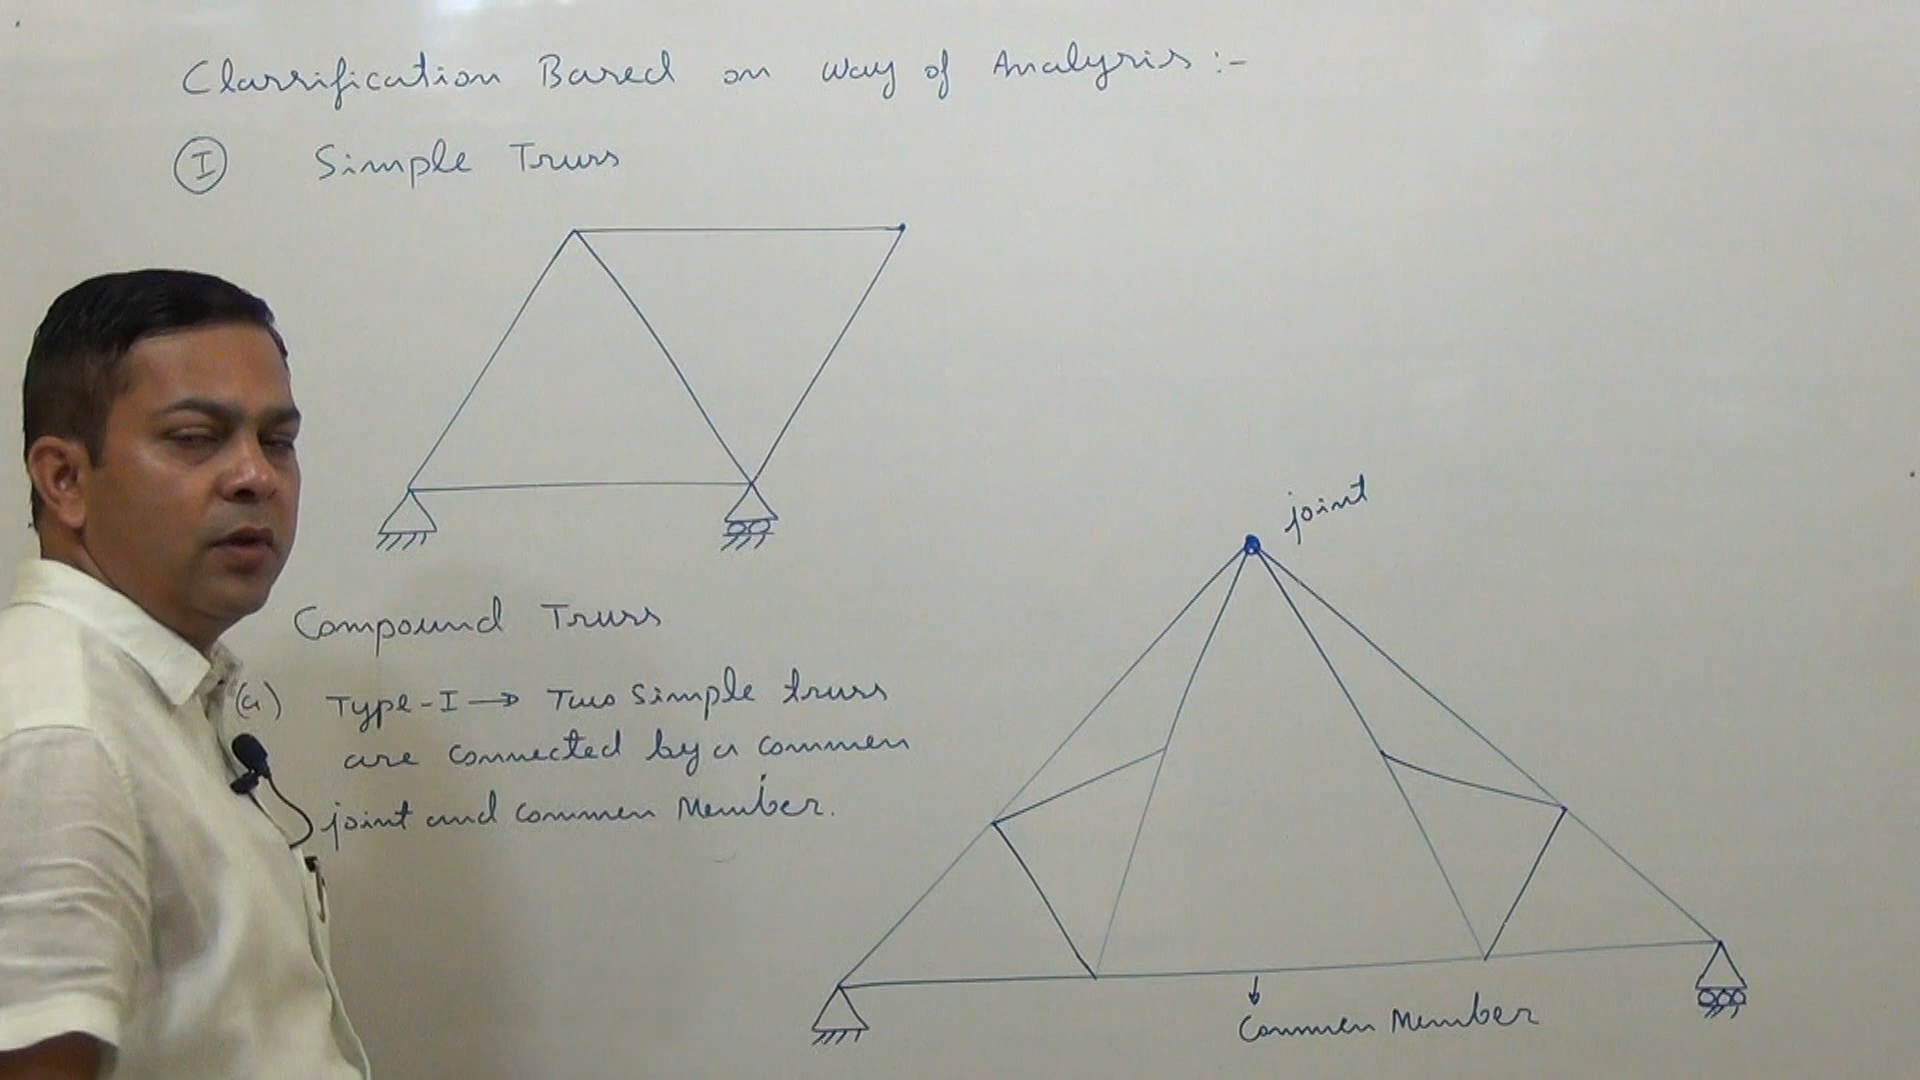 Classification Based on Way of Analysis :-
I Simple Truss
joint
Compound Truss
(a) Type-I → Two Simple truss
are connected by a common
joint and common Member.
Common Member